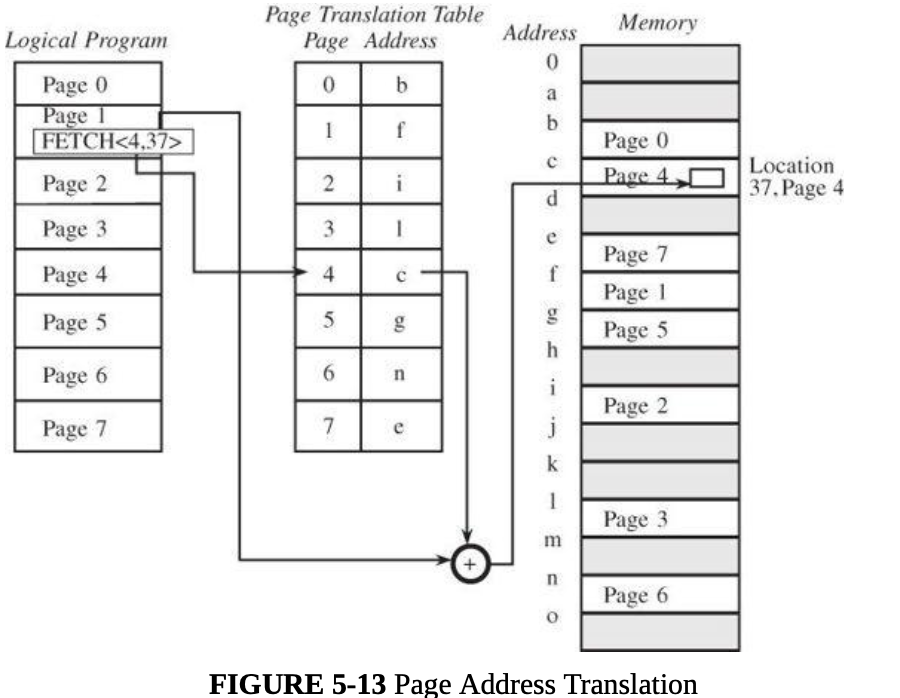 Page Translation Table
Logical Program
Page Address
Address
Memory
Page 0
Page 1
FETCH<4,37>
Page 2
Page 3
Page 4
Page 5
Page 6
Page 7
0 b
1 f
2 i
3 l
4 c
5 g
6 n
7 e
+
0
a
b
c
d
e
f
g
h
i
j
k
l
m
n
o
Page 0
Page 4
Page 7
Page 1
Page 5
Page 2
Page 3
Page 6
Location
37,Page 4
FIGURE 5-13 Page Address Translation